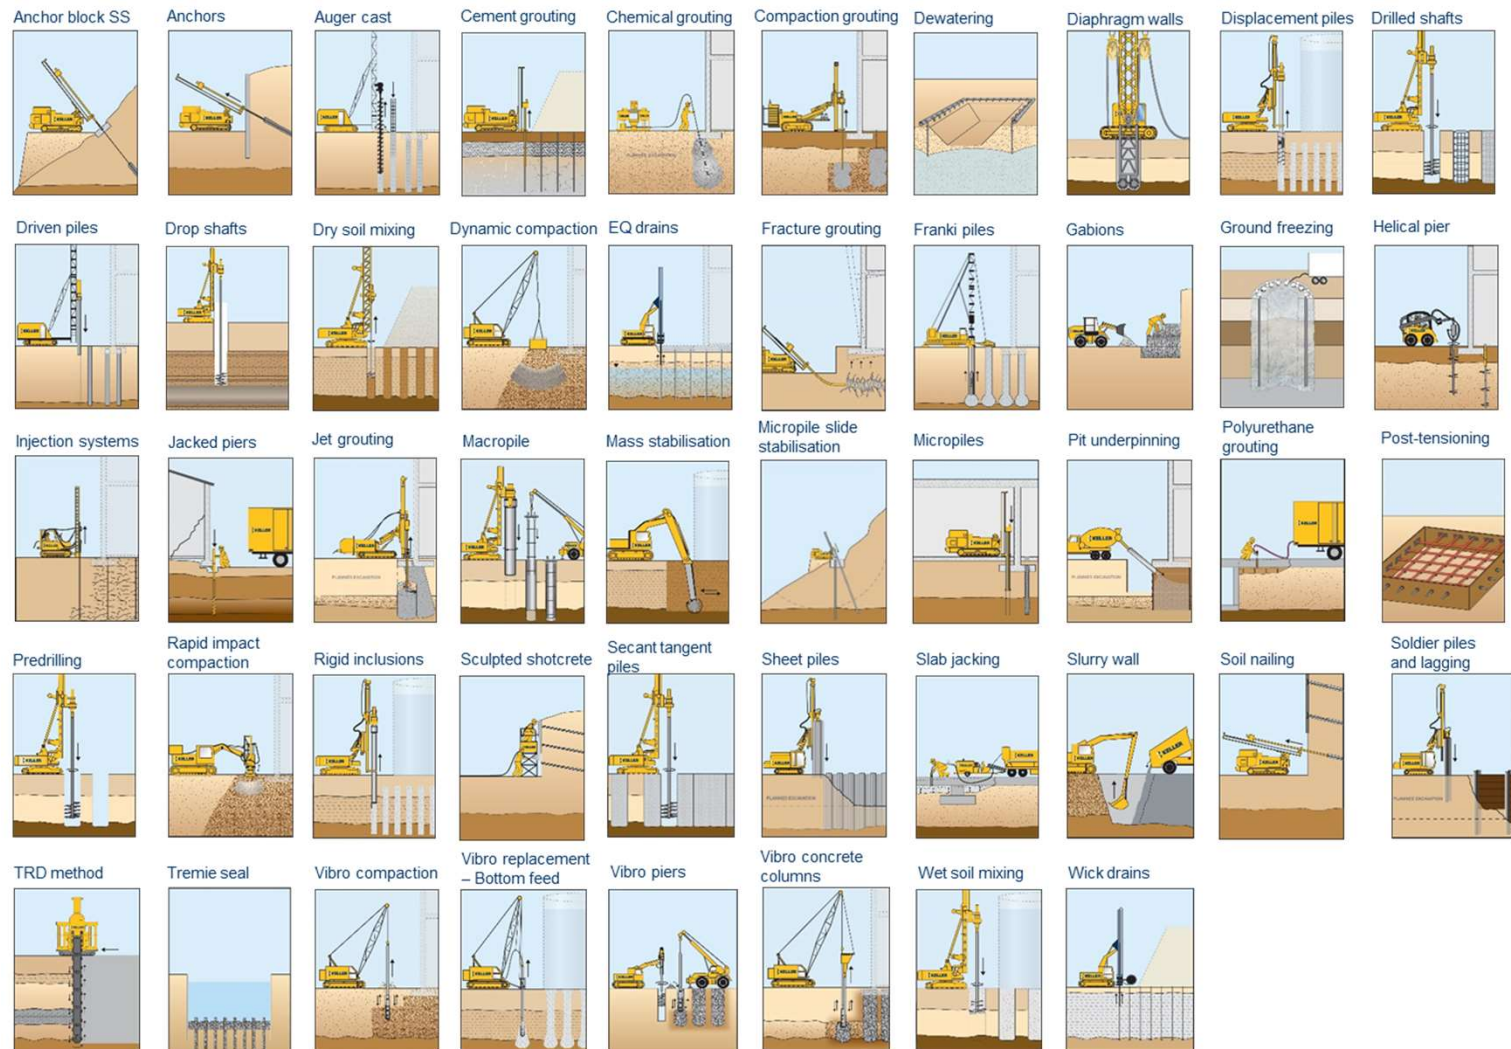 Anchor block SS
Anchors
Auger cast
Cement grouting
Chemical grouting
Compaction grouting
Dewatering
Diaphragm walls
Displacement piles
Drilled shafts
Driven piles
Drop shafts
Dry soil mixing
Dynamic compaction
EQ drains
Fracture grouting
Franki piles
Gabions
Ground freezing
Helical pier
Injection systems
Jacked piers
Jet grouting
Macropile
Mass stabilisation
Micropile slide
stabilisation
Micropiles
Pit underpinning
Polyurethane
grouting
Post-tensioning
Predrilling
Rapid impact
compaction
Rigid inclusions
Sculpted shotcrete
Secant tangent
piles
Sheet piles
Slab jacking
Slurry wall
Soil nailing
Soldier piles
and lagging
TRD method
Tremie seal
Vibro compaction
Vibro replacement
– Bottom feed
Vibro piers
Vibro concrete
columns
Wet soil mixing
Wick drains